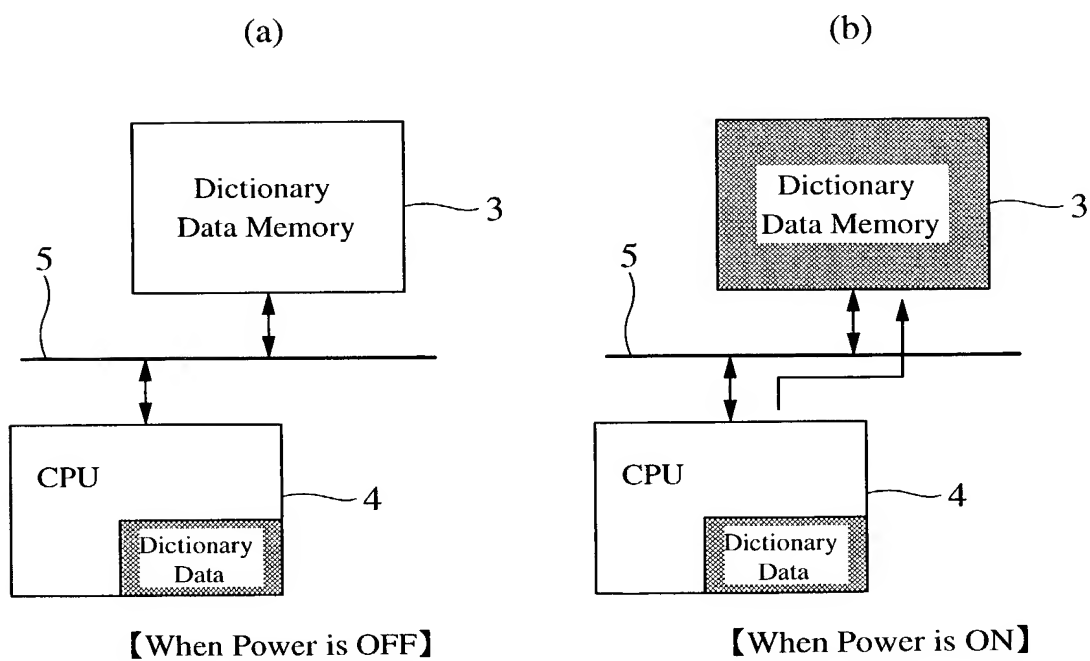 (a)
Dictionary
Data Memory
3
5
CPU
4
Dictionary
Data
【When Power is OFF】
(b)
Dictionary
Data Memory
3
5
CPU
4
Dictionary
Data
【When Power is ON】